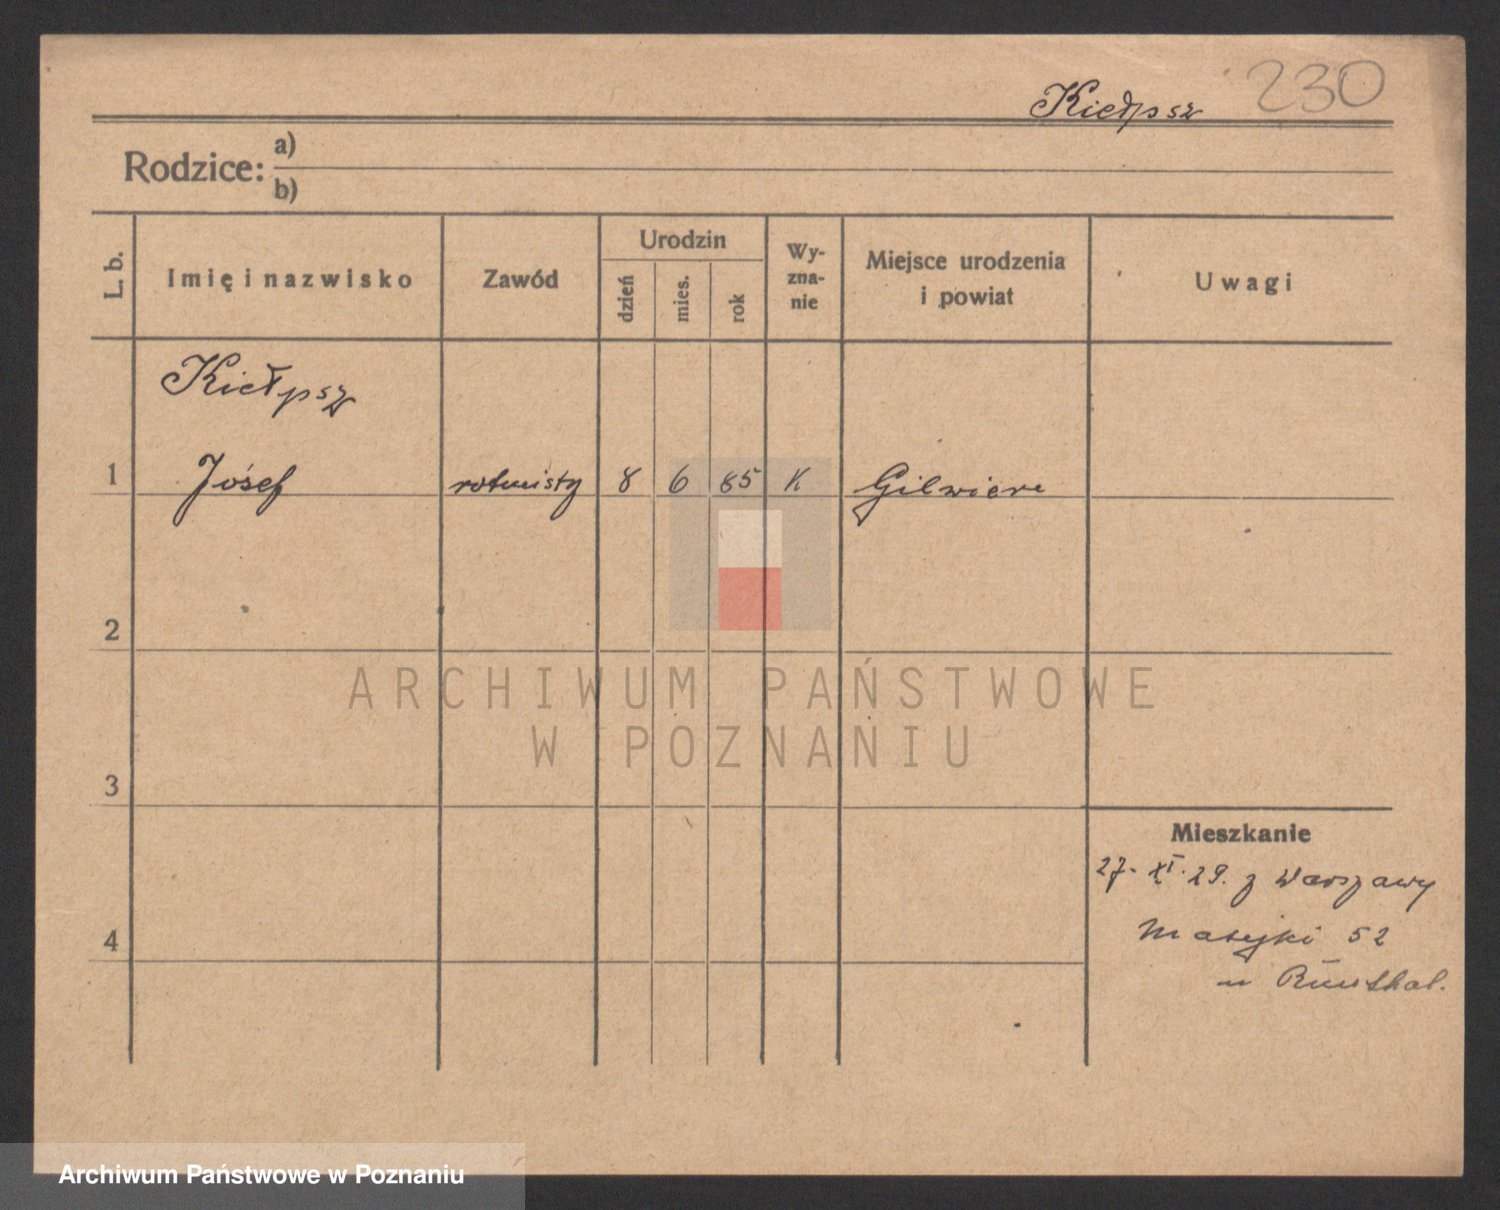 Kiełpsz 230
Rodzice: a)
b)
L. b.
Imię i nazwisko
Zawód
Urodzin
dzień
mies.
rok
Wy-
zna-
nie
Miejsce urodzenia
i powiat
Uwagi
Kiełpsz
1 Józef rotmistrz 8 6 85 K
2
3
4
Mieszkanie
27. XI. 29. z Warszawy
Matejki 52
ARCHIWUM PAŃSTWOWE
W POZNANIU
Archiwum Państwowe w Poznaniu